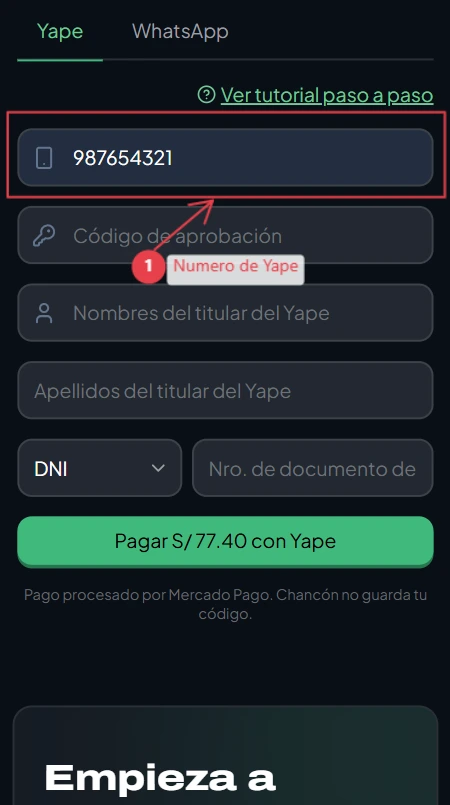 Yape
WhatsApp
Ver tutorial paso a paso
987654321
Código de aprobación
1 Numero de Yape
Nombres del titular del Yape
Apellidos del titular del Yape
DNI
Nro. de documento de
Pagar S/ 77.40 con Yape
Pago procesado por Mercado Pago. Chancón no guarda tu
código.
Empieza a